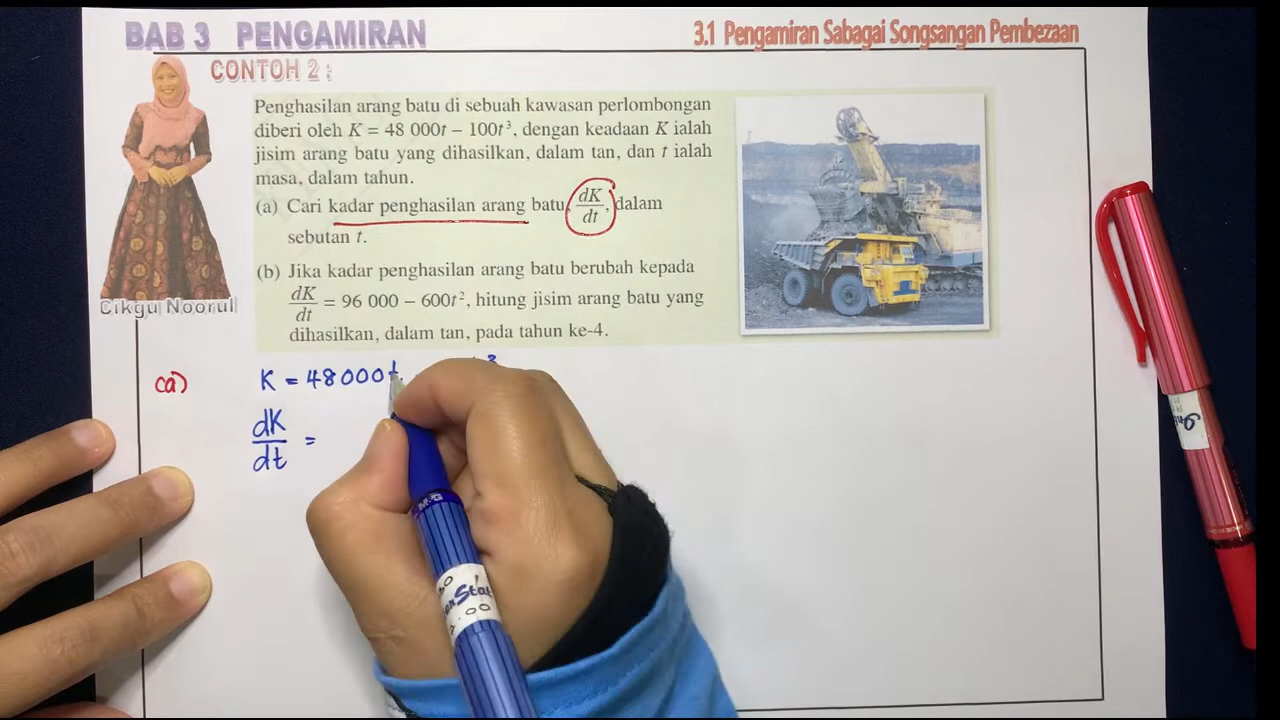 BAB 3 PENGAMIRAN
3.1 Pengamiran Sabagai Songsangan Pembezaan
CONTOH 2 :
Penghasilan arang batu di sebuah kawasan perlombongan
diberi oleh K = 48 000t – 100t³, dengan keadaan K ialah
jisim arang batu yang dihasilkan, dalam tan, dan t ialah
masa, dalam tahun.
(a) Cari kadar penghasilan arang batu, dK/dt, dalam
sebutan t.
(b) Jika kadar penghasilan arang batu berubah kepada
dK/dt = 96 000 – 600t², hitung jisim arang batu yang
dihasilkan, dalam tan, pada tahun ke-4.
Cikgu Noorul
(a) K = 48000t
dK/dt =
M&G